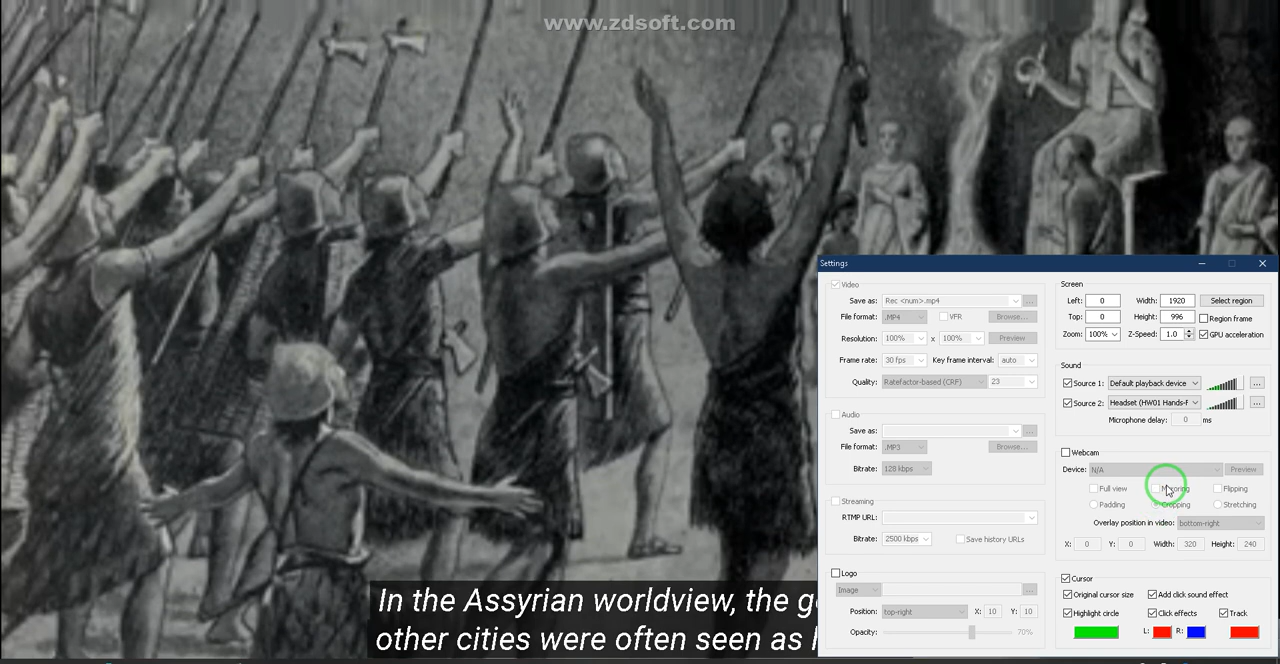 www.zdsoft.com
Settings
Video
Save as: Rec <num>.mp4 ...
File format: .MP4 VFR Browse...
Resolution: 100% x 100% Preview
Frame rate: 30 fps Key frame interval: auto
Quality: Ratefactor-based (CRF) 23
Audio
Save as: ...
File format: .MP3 Browse...
Bitrate: 128 kbps
Streaming
RTMP URL:
Bitrate: 2500 kbps Save history URLs
Logo
Image ...
Position: top-right X: 10 Y: 10
Opacity: 70%
Screen
Left: 0 Width: 1920 Select region
Top: 0 Height: 996 Region frame
Zoom: 100% Z-Speed: 1.0 GPU acceleration
Sound
Source 1: Default playback device ...
Source 2: Headset (HW01 Hands-F ...
Microphone delay: 0 ms
Webcam
Device: N/A Preview
Full view Mirroring Flipping
Padding Cropping Stretching
Overlay position in video: bottom-right
X: 0 Y: 0 Width: 320 Height: 240
Cursor
Original cursor size Add click sound effect
Highlight circle Click effects Track
L: R:
In the Assyrian worldview, the
other cities were often seen as